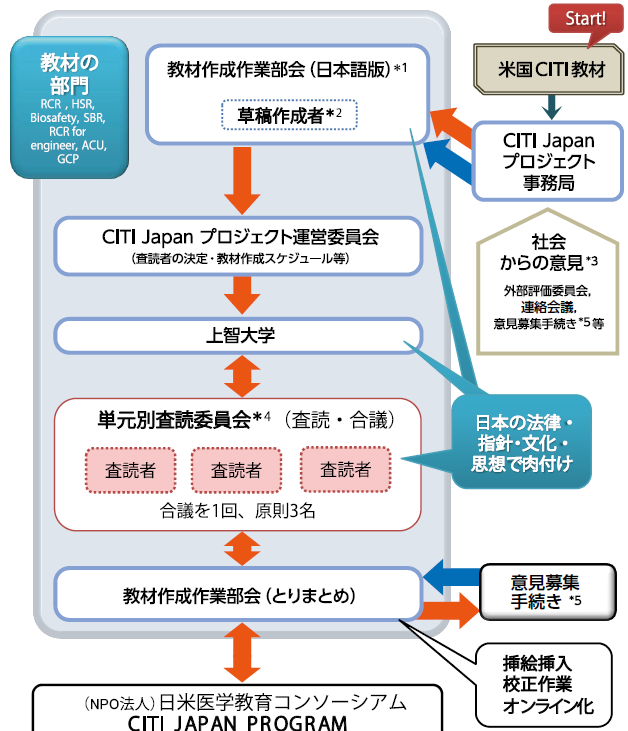 Start!
米国CITI教材
CITI Japan
プロジェクト
事務局
教材の
部門
RCR , HSR,
Biosafety, SBR,
RCR for
engineer, ACU,
GCP
教材作成作業部会（日本語版）*1
草稿作成者*2
社会
からの意見*3
外部評価委員会,
連絡会議,
意見募集手続き*5等
CITI Japan プロジェクト運営委員会
（査読者の決定・教材作成スケジュール等）
上智大学
単元別査読委員会*4（査読・合議）
査読者
査読者
査読者
合議を1回、原則3名
日本の法律・
指針・文化・
思想で肉付け
教材作成作業部会（とりまとめ）
意見募集
手続き *5
挿絵挿入
校正作業
オンライン化
（NPO法人）日米医学教育コンソーシアム
CITI JAPAN PROGRAM